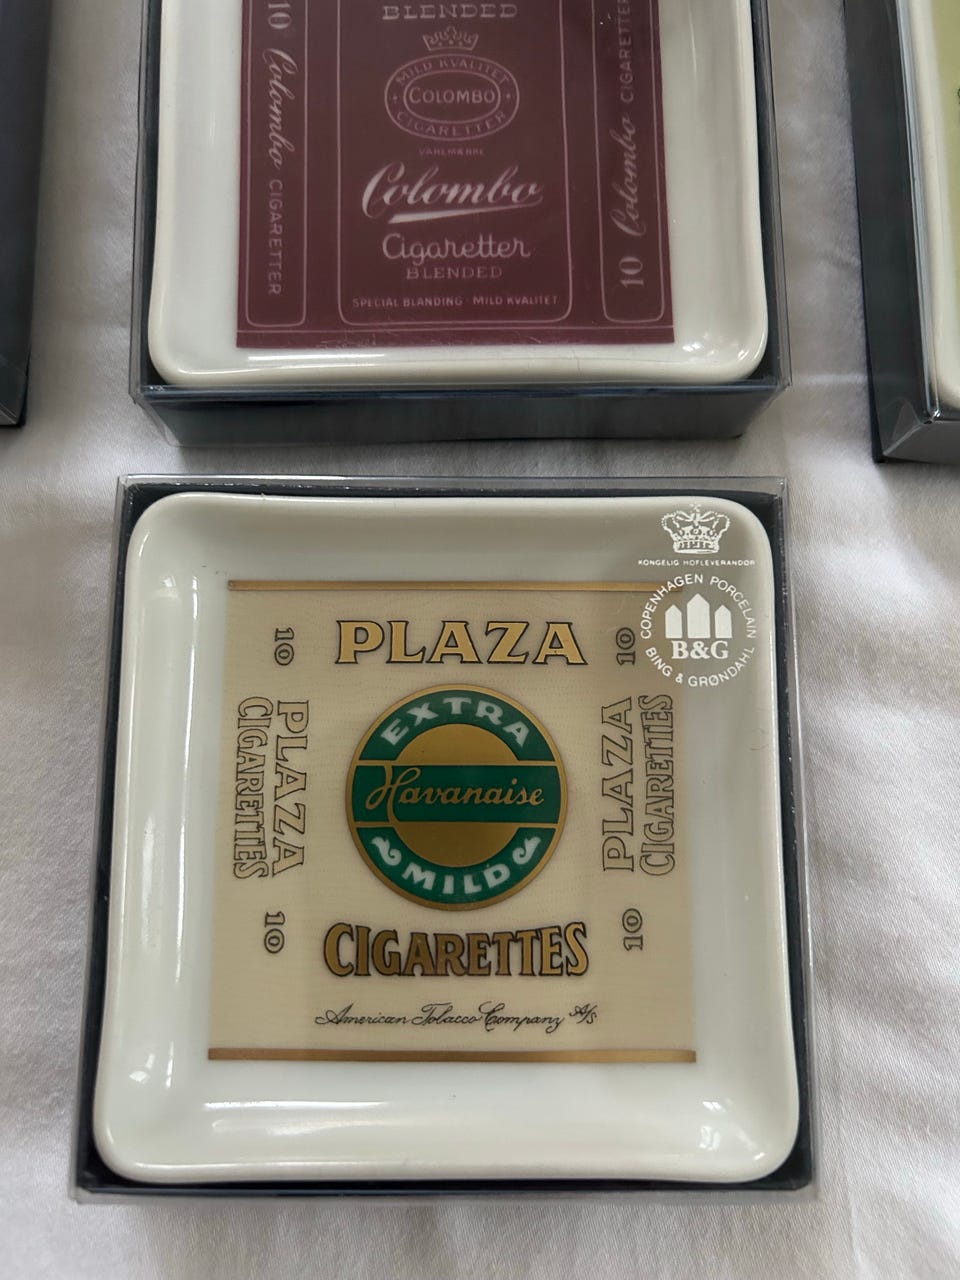 BLENDED
MILD KVALITET
COLOMBO
CIGARETTER
VAREMÆRKE
Colombo
Cigaretter
BLENDED
SPECIAL BLANDING · MILD KVALITET
10 Colombo CIGARETTER
10 Colombo CIGARETTER
KONGELIG HOFLEVERANDØR
COPENHAGEN PORCELAIN
B&G
BING & GRØNDAHL
PLAZA
EXTRA
Havanaise
MILD
CIGARETTES
American Tobacco Company A/S
10
PLAZA
CIGARETTES
10
10
PLAZA
CIGARETTES
10